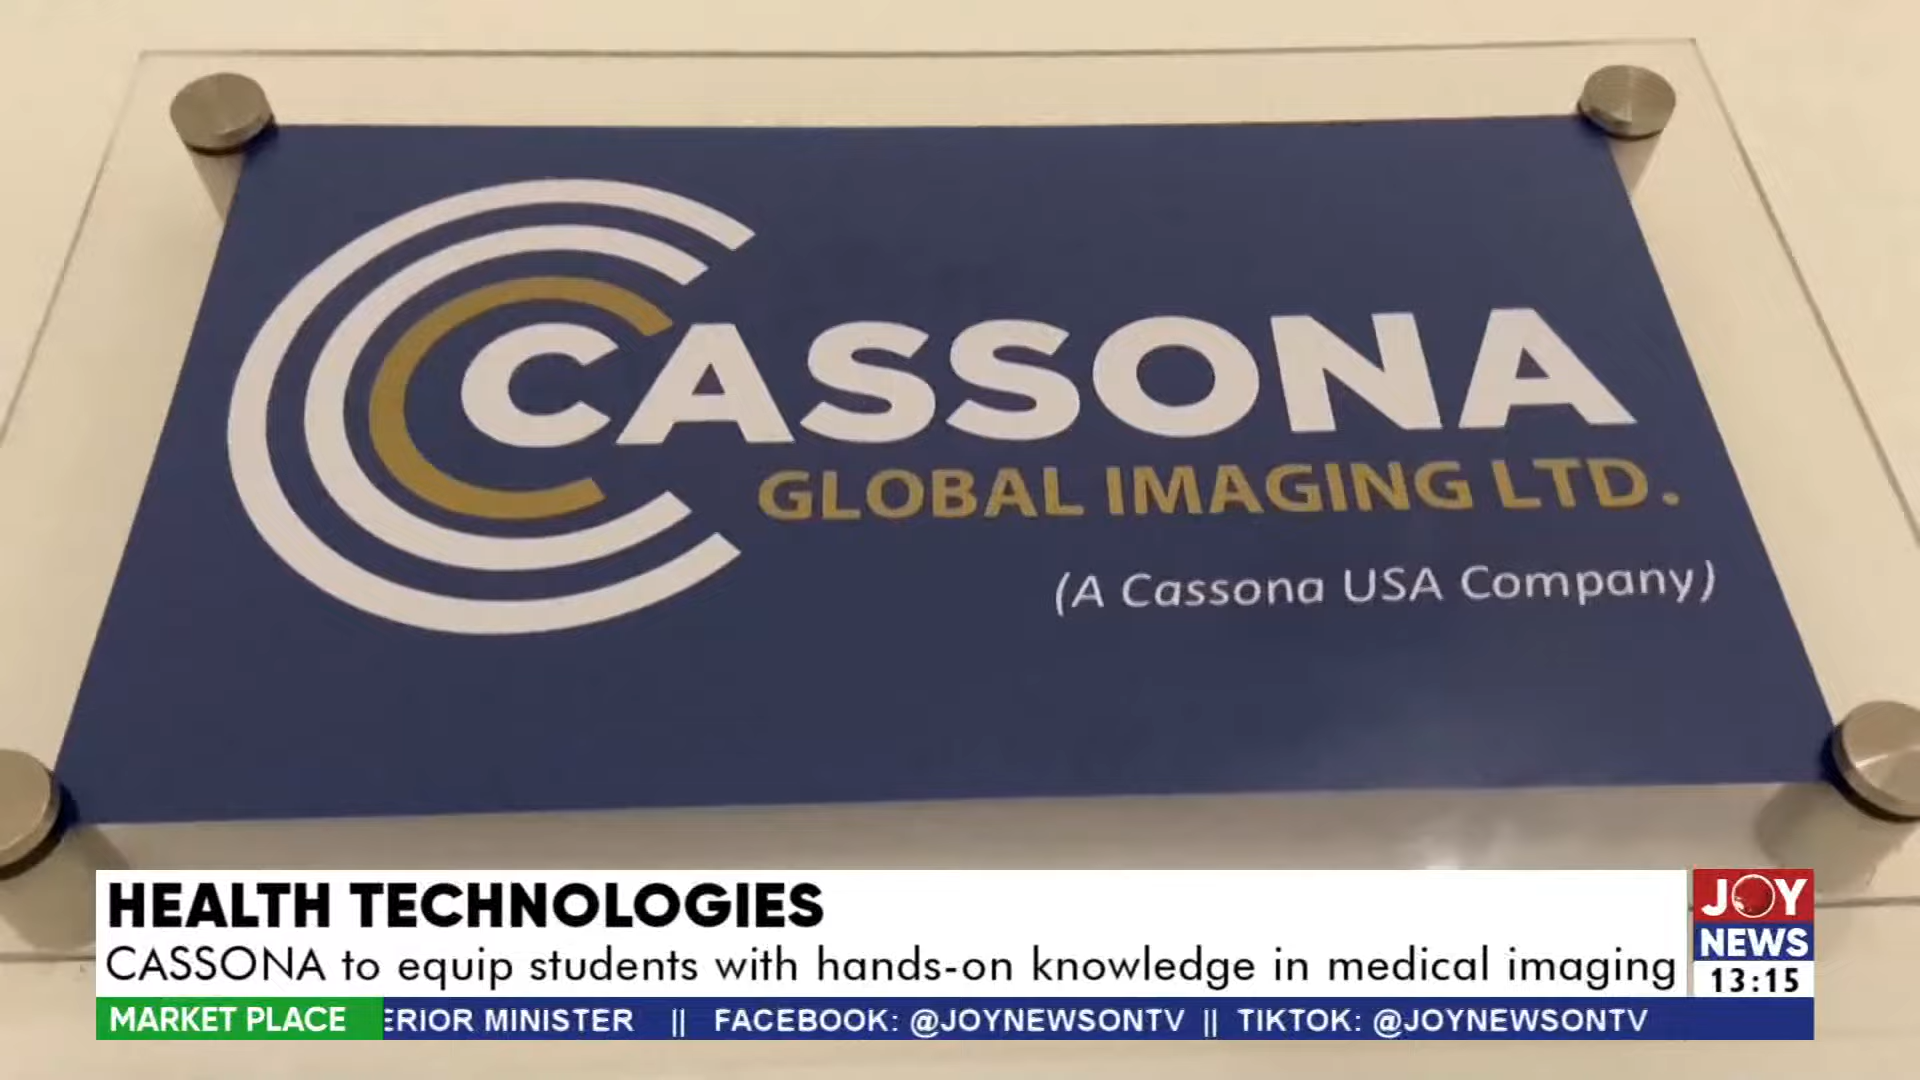 CASSONA
GLOBAL IMAGING LTD.
(A Cassona USA Company)
HEALTH TECHNOLOGIES
CASSONA to equip students with hands-on knowledge in medical imaging
JOY
NEWS
13:15
MARKET PLACE
ERIOR MINISTER || FACEBOOK: @JOYNEWSONTV || TIKTOK: @JOYNEWSONTV